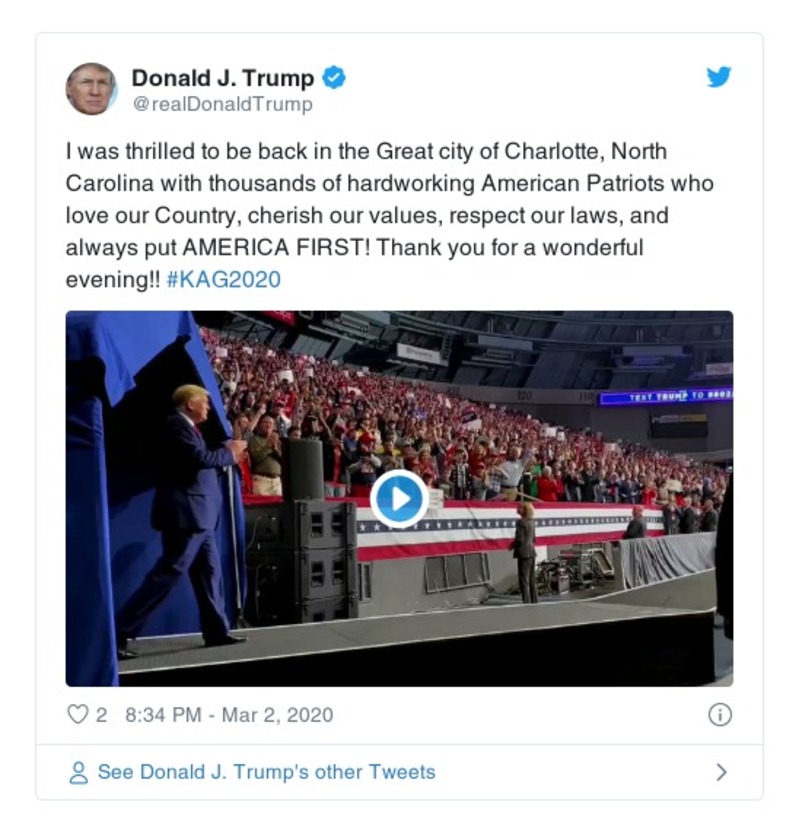 Donald J. Trump
@realDonaldTrump
I was thrilled to be back in the Great city of Charlotte, North
Carolina with thousands of hardworking American Patriots who
love our Country, cherish our values, respect our laws, and
always put AMERICA FIRST! Thank you for a wonderful
evening!! #KAG2020
TEXT TRUMP TO
2 8:34 PM - Mar 2, 2020
See Donald J. Trump's other Tweets